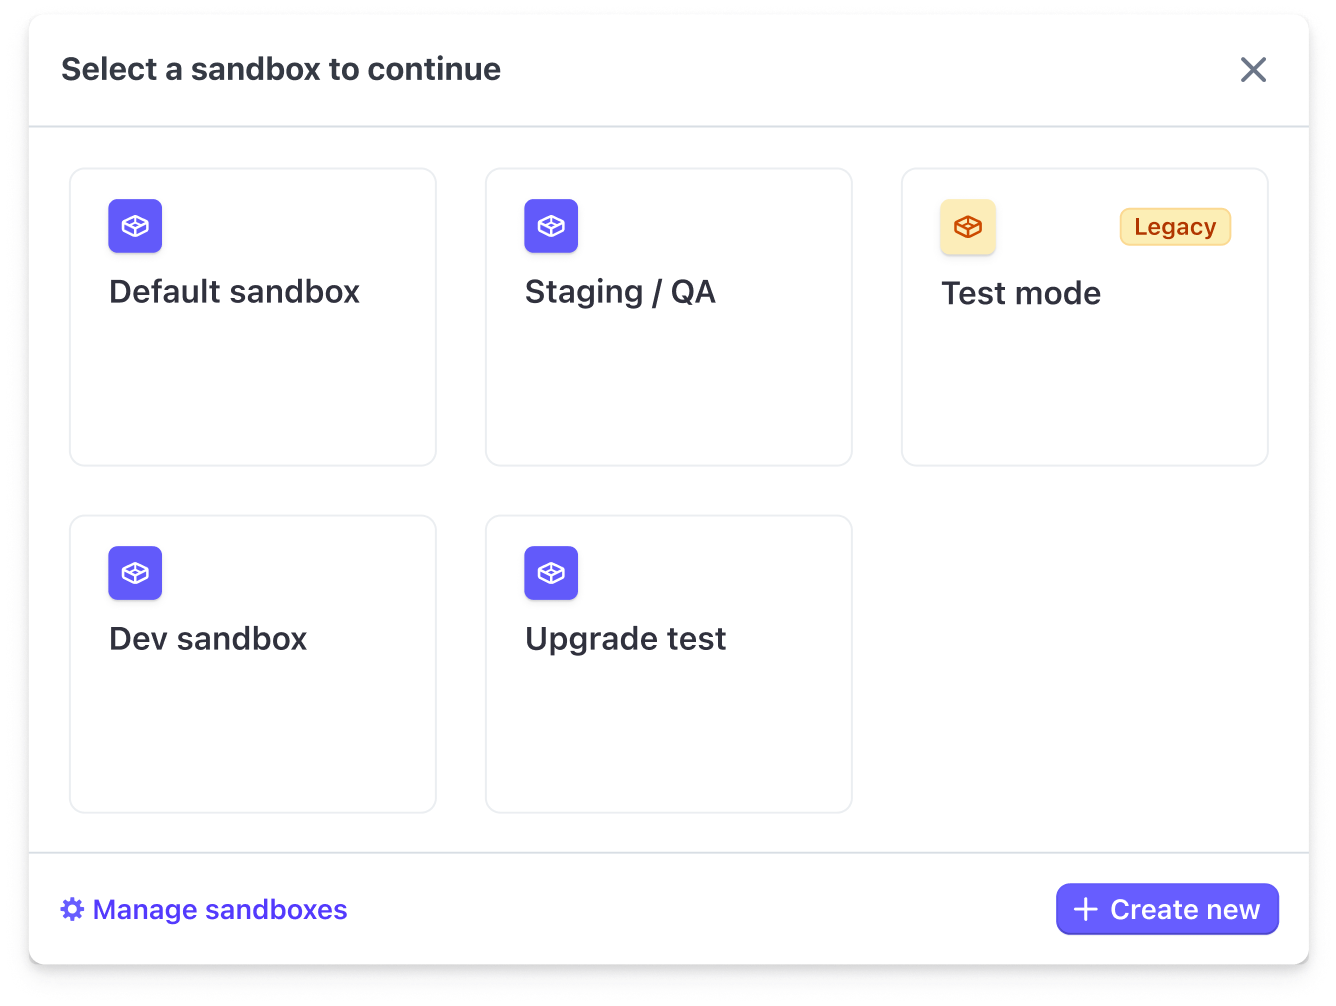 Select a sandbox to continue
Default sandbox
Staging / QA
Legacy
Test mode
Dev sandbox
Upgrade test
Manage sandboxes
Create new